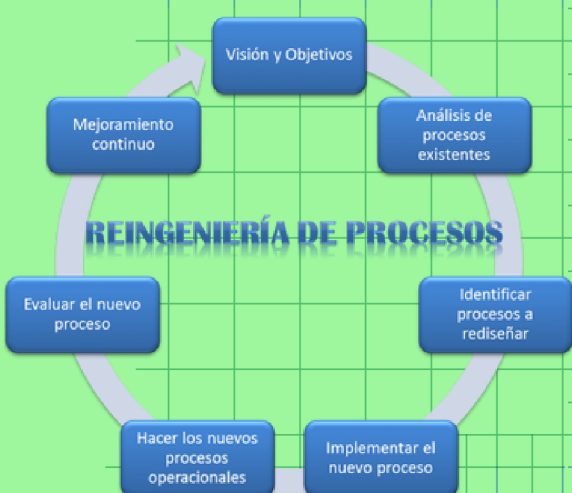 Visión y Objetivos
Análisis de
procesos
existentes
Mejoramiento
continuo
REINGENIERÍA DE PROCESOS
Identificar
procesos a
rediseñar
Evaluar el nuevo
proceso
Implementar el
nuevo proceso
Hacer los nuevos
procesos
operacionales